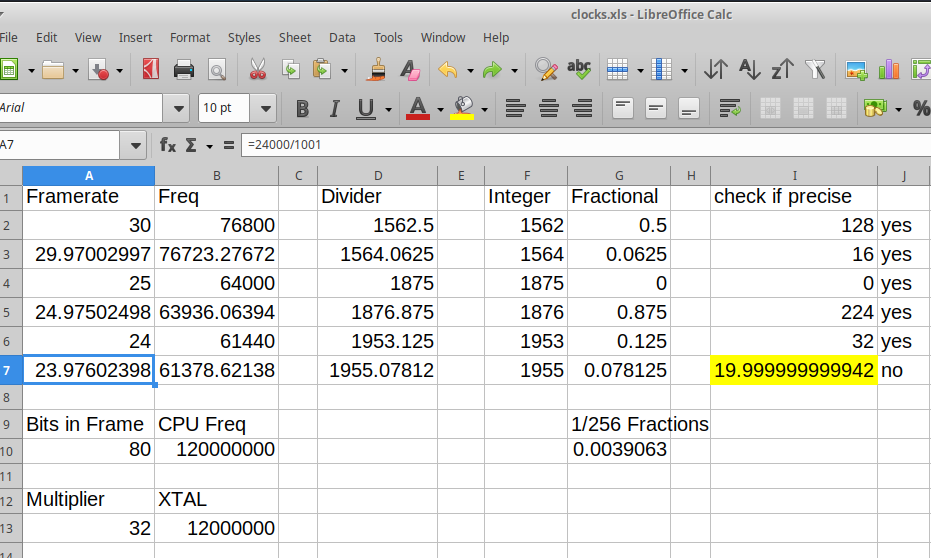 clocks.xls - LibreOffice Calc
File Edit View Insert Format Styles Sheet Data Tools Window Help
Arial 10 pt B I U A %
A7 fx Σ = =24000/1001
A B C D E F G H I J
1 Framerate Freq Divider Integer Fractional check if precise
2 30 76800 1562.5 1562 0.5 128 yes
3 29.97002997 76723.27672 1564.0625 1564 0.0625 16 yes
4 25 64000 1875 1875 0 0 yes
5 24.97502498 63936.06394 1876.875 1876 0.875 224 yes
6 24 61440 1953.125 1953 0.125 32 yes
7 23.97602398 61378.62138 1955.07812 1955 0.078125 19.999999999942 no
8
9 Bits in Frame CPU Freq 1/256 Fractions
10 80 120000000 0.0039063
11
12 Multiplier XTAL
13 32 12000000
14